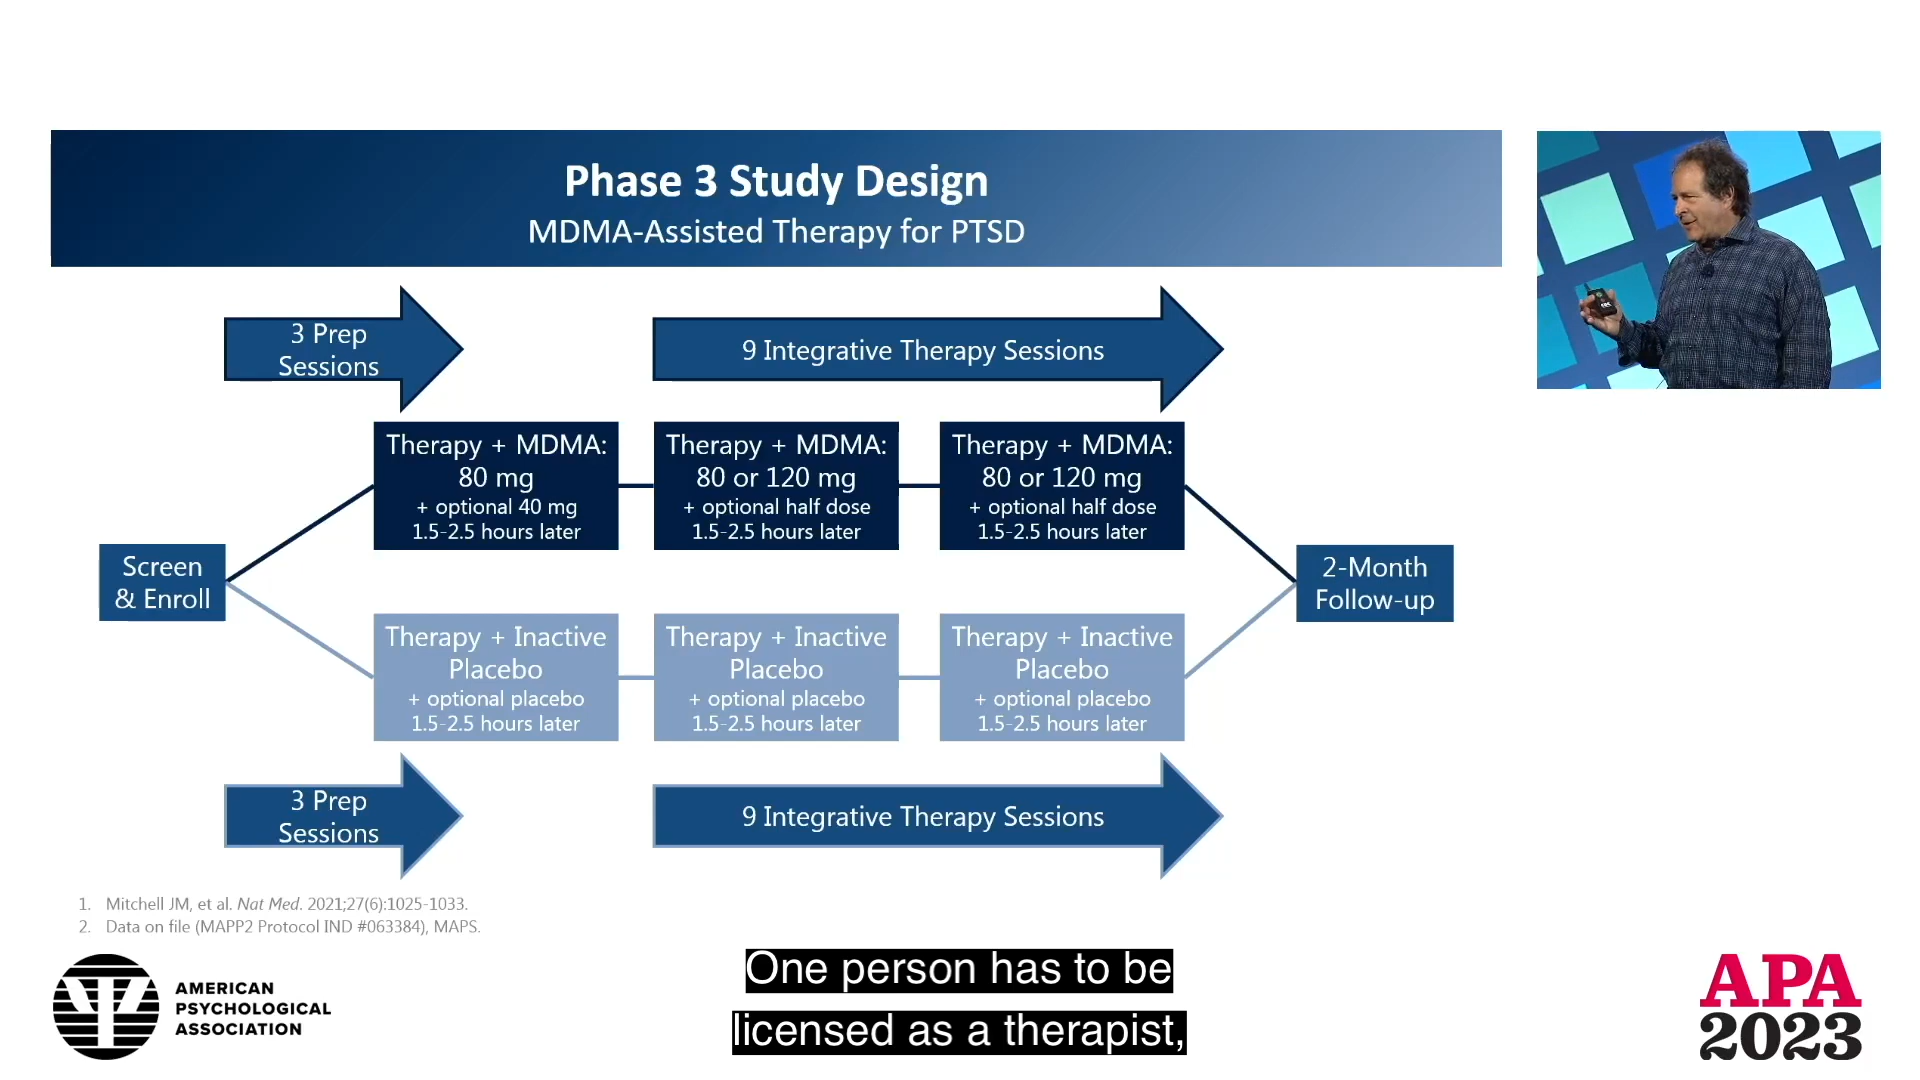 Phase 3 Study Design
MDMA-Assisted Therapy for PTSD
3 Prep
Sessions
9 Integrative Therapy Sessions
Therapy + MDMA:
80 mg
+ optional 40 mg
1.5-2.5 hours later
Therapy + MDMA:
80 or 120 mg
+ optional half dose
1.5-2.5 hours later
Therapy + MDMA:
80 or 120 mg
+ optional half dose
1.5-2.5 hours later
Screen
& Enroll
2-Month
Follow-up
Therapy + Inactive
Placebo
+ optional placebo
1.5-2.5 hours later
Therapy + Inactive
Placebo
+ optional placebo
1.5-2.5 hours later
Therapy + Inactive
Placebo
+ optional placebo
1.5-2.5 hours later
3 Prep
Sessions
9 Integrative Therapy Sessions
1. Mitchell JM, et al. Nat Med. 2021;27(6):1025-1033.
2. Data on file (MAPP2 Protocol IND #063384), MAPS.
AMERICAN
PSYCHOLOGICAL
ASSOCIATION
One person has to be
licensed as a therapist,
APA
2023